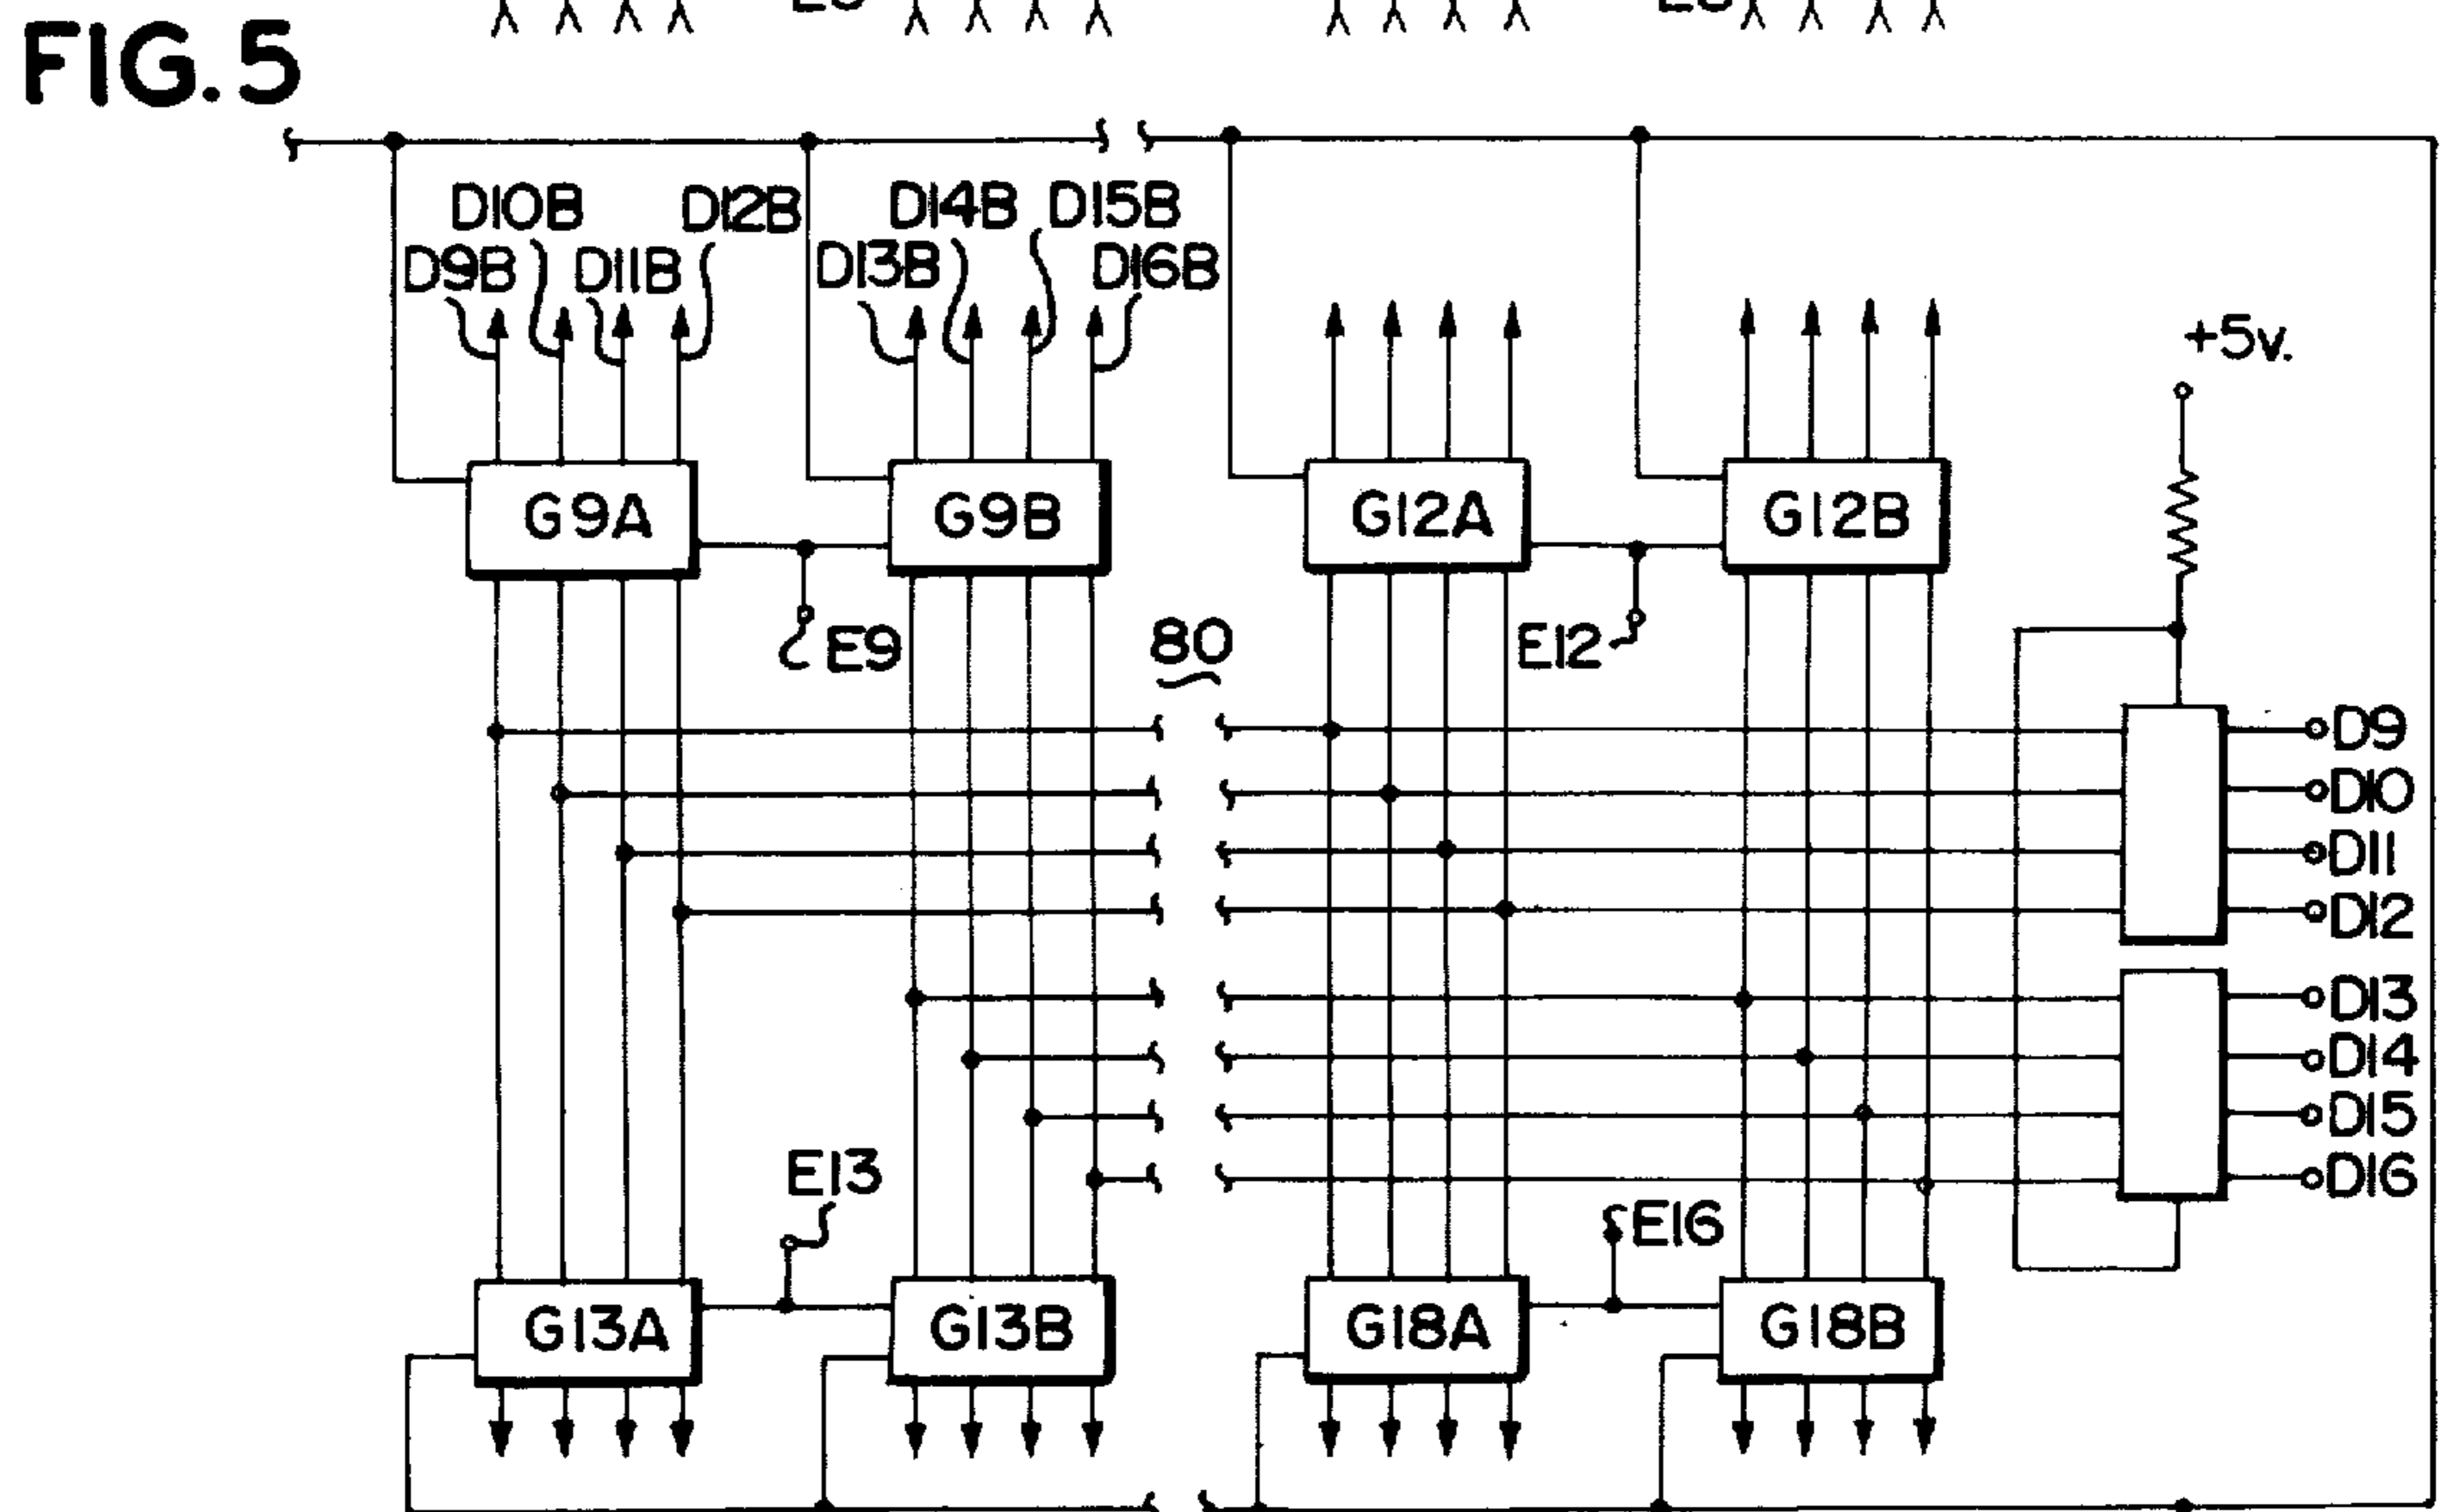 FIG. 5
D10B D12B D14B D15B
D9B D11B D13B D16B
+5v.
G9A G9B G12A G12B
E9 80 E12
D9
D10
D11
D12
D13
D14
D15
D16
E13 E16
G13A G13B G18A G18B